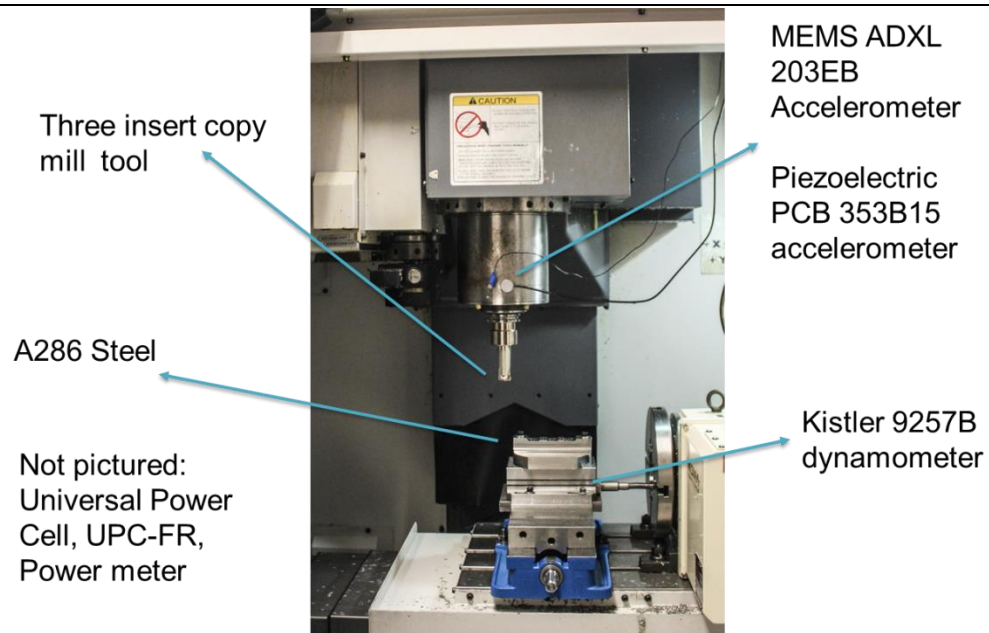 Three insert copy
mill tool
A286 Steel
Not pictured:
Universal Power
Cell, UPC-FR,
Power meter
CAUTION
+ X
+ Y
MEMS ADXL
203EB
Accelerometer
Piezoelectric
PCB 353B15
accelerometer
Kistler 9257B
dynamometer